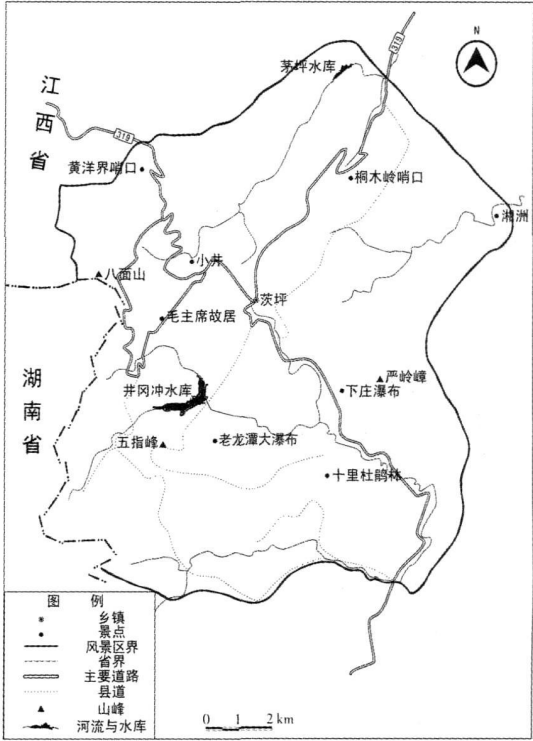 N
茅坪水库
319
江西省
319
黄洋界哨口
桐木岭哨口
湘洲
小井
八面山
茨坪
毛主席故居
湖南省
井冈冲水库
严岭嶂
下庄瀑布
五指峰
老龙潭大瀑布
十里杜鹃林
图 例
乡镇
景点
风景区界
省界
主要道路
县道
山峰
河流与水库
0 1 2 km